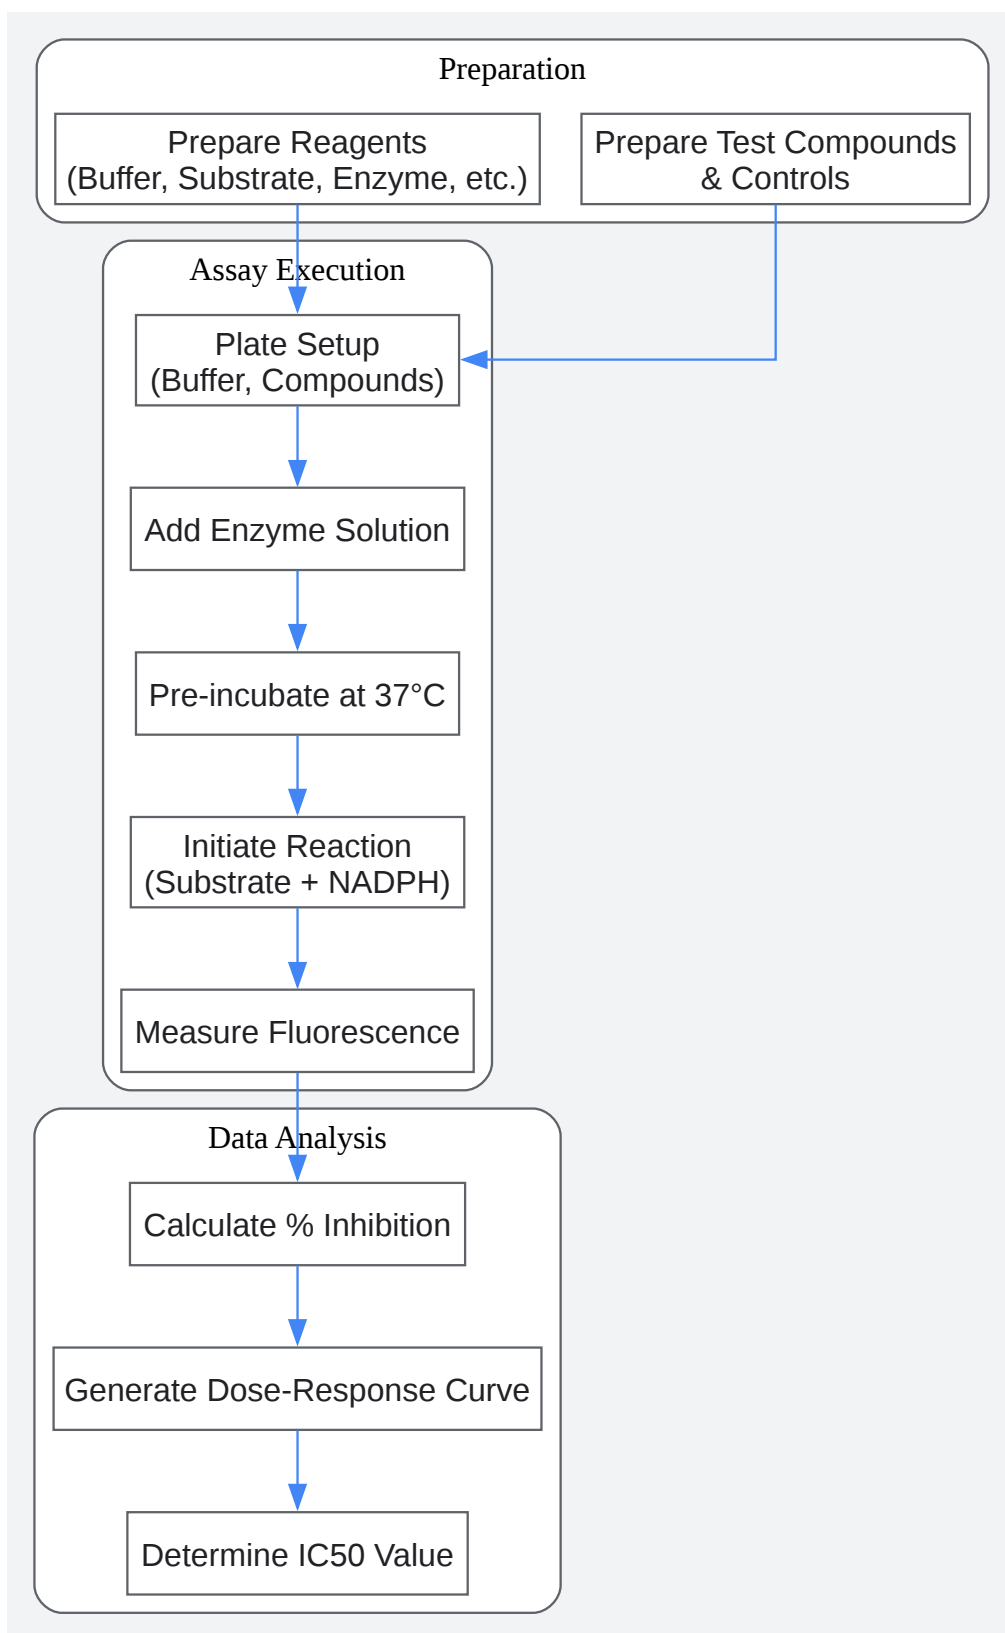 Preparation
Prepare Reagents
(Buffer, Substrate, Enzyme, etc.)
Prepare Test Compounds
& Controls
Assay Execution
Plate Setup
(Buffer, Compounds)
Add Enzyme Solution
Pre-incubate at 37°C
Initiate Reaction
(Substrate + NADPH)
Measure Fluorescence
Data Analysis
Calculate % Inhibition
Generate Dose-Response Curve
Determine IC50 Value